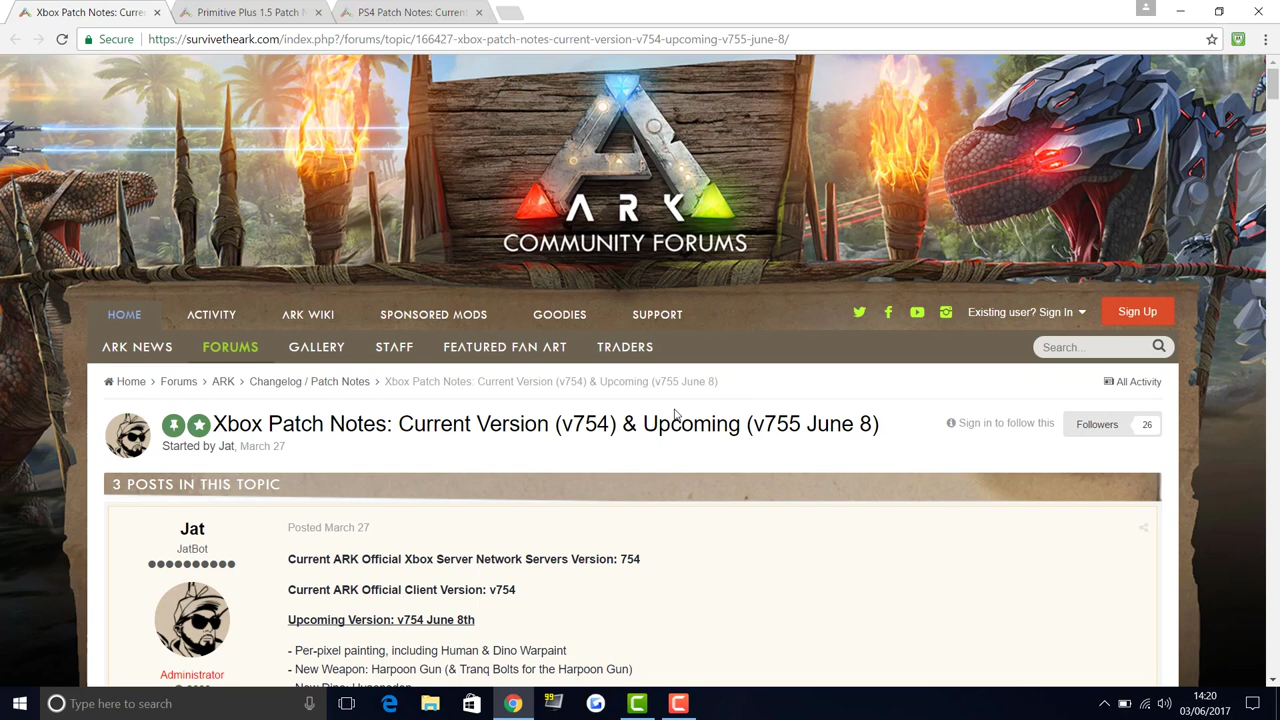 Xbox Patch Notes: Curre
Primitive Plus 1.5 Patch N
PS4 Patch Notes: Current
Secure
https://survivetheark.com/index.php?/forums/topic/166427-xbox-patch-notes-current-version-v754-upcoming-v755-june-8/
ARK
COMMUNITY FORUMS
HOME
ACTIVITY
ARK WIKI
SPONSORED MODS
GOODIES
SUPPORT
Existing user? Sign In
Sign Up
ARK NEWS
FORUMS
GALLERY
STAFF
FEATURED FAN ART
TRADERS
Search...
Home > Forums > ARK > Changelog / Patch Notes > Xbox Patch Notes: Current Version (v754) & Upcoming (v755 June 8)
All Activity
Xbox Patch Notes: Current Version (v754) & Upcoming (v755 June 8)
Started by Jat, March 27
Sign in to follow this
Followers 26
3 POSTS IN THIS TOPIC
Jat
JatBot
Administrator
Posted March 27
Current ARK Official Xbox Server Network Servers Version: 754
Current ARK Official Client Version: v754
Upcoming Version: v754 June 8th
- Per-pixel painting, including Human & Dino Warpaint
- New Weapon: Harpoon Gun (& Tranq Bolts for the Harpoon Gun)
Type here to search
99
14:20
03/06/2017